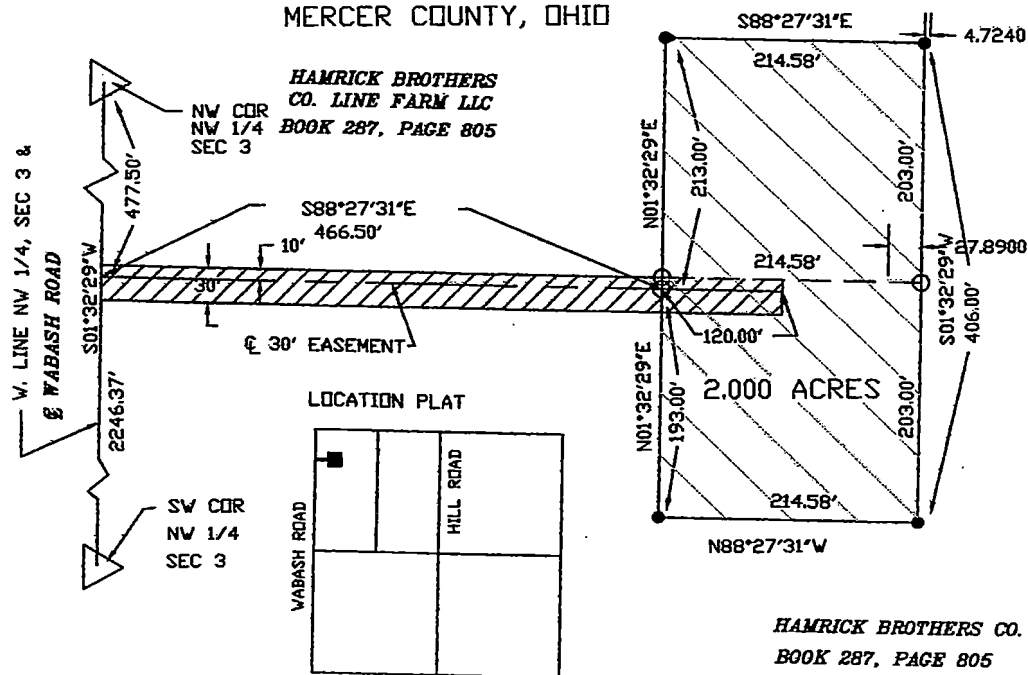 MERCER COUNTY, OHIO
S88°27'31"E
214.58'
4.7240
HAMRICK BROTHERS
CO. LINE FARM LLC
BOOK 287, PAGE 805
NW COR
NW 1/4
SEC 3
477.50'
W. LINE NW 1/4, SEC 3 &
℄ WABASH ROAD
S01°32'29"W
2246.37'
S88°27'31"E
466.50'
10'
30'
℄ 30' EASEMENT
N01°32'29"E
213.00'
203.00'
214.58'
27.8900
S01°32'29"W
406.00'
120.00'
N01°32'29"E
193.00'
2.000 ACRES
203.00'
214.58'
N88°27'31"W
SW COR
NW 1/4
SEC 3
LOCATION PLAT
WABASH ROAD
HILL ROAD
HAMRICK BROTHERS CO.
BOOK 287, PAGE 805